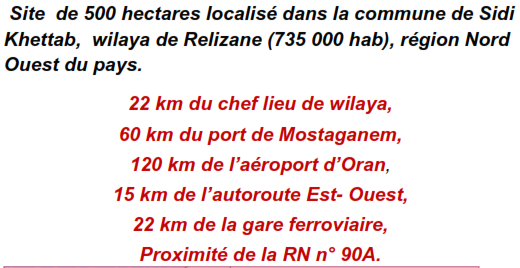 Site de 500 hectares localisé dans la commune de Sidi
Khettab, wilaya de Relizane (735 000 hab), région Nord
Ouest du pays.
22 km du chef lieu de wilaya,
60 km du port de Mostaganem,
120 km de l'aéroport d'Oran,
15 km de l'autoroute Est- Ouest,
22 km de la gare ferroviaire,
Proximité de la RN n° 90A.